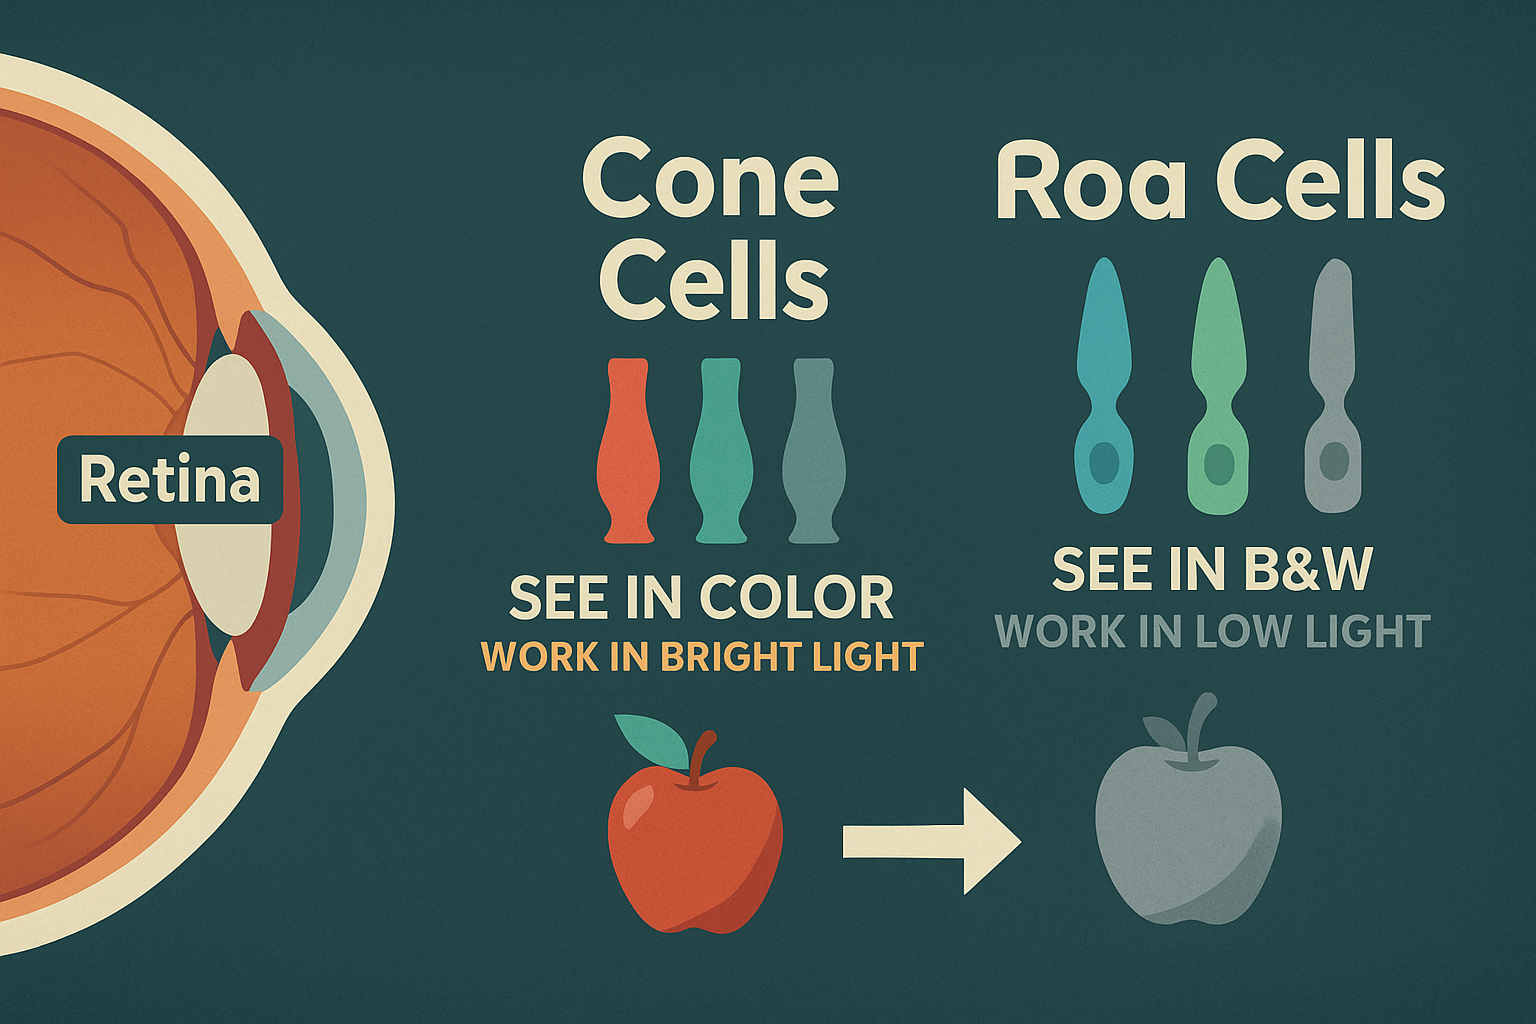 Retina
Cone
Cells
SEE IN COLOR
WORK IN BRIGHT LIGHT
Roa Cells
SEE IN B&W
WORK IN LOW LIGHT